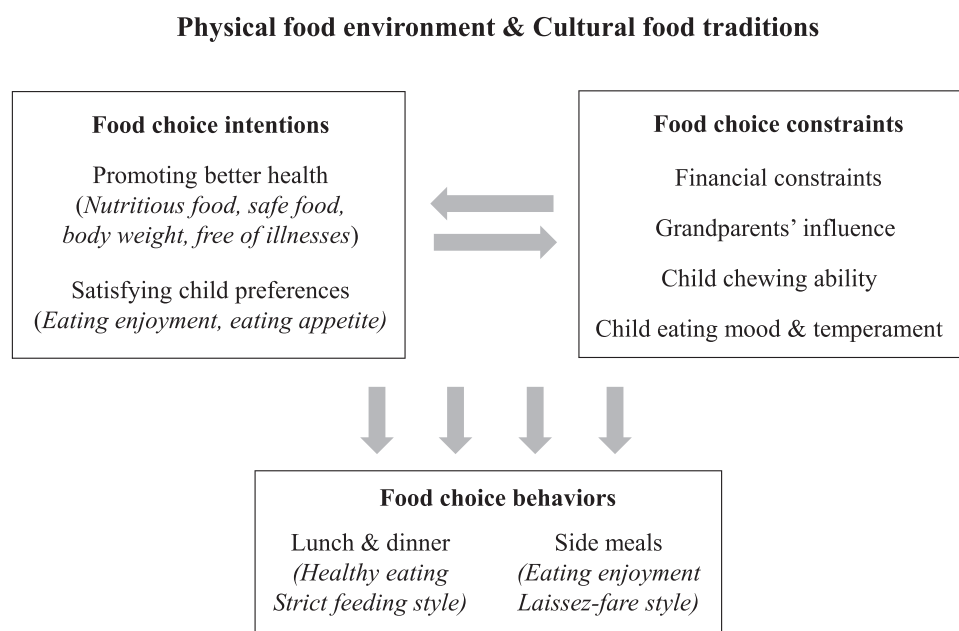 Physical food environment & Cultural food traditions
Food choice intentions
Promoting better health
(Nutritious food, safe food,
body weight, free of illnesses)
Satisfying child preferences
(Eating enjoyment, eating appetite)
Food choice constraints
Financial constraints
Grandparents’ influence
Child chewing ability
Child eating mood & temperament
Food choice behaviors
Lunch & dinner
(Healthy eating
Strict feeding style)
Side meals
(Eating enjoyment
Laissez-fare style)